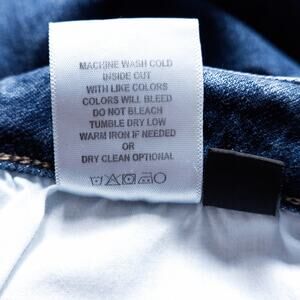 MACHINE WASH COLD
INSIDE OUT
WITH LIKE COLORS
COLORS WILL BLEED
DO NOT BLEACH
TUMBLE DRY LOW
WARM IRON IF NEEDED
OR
DRY CLEAN OPTIONAL